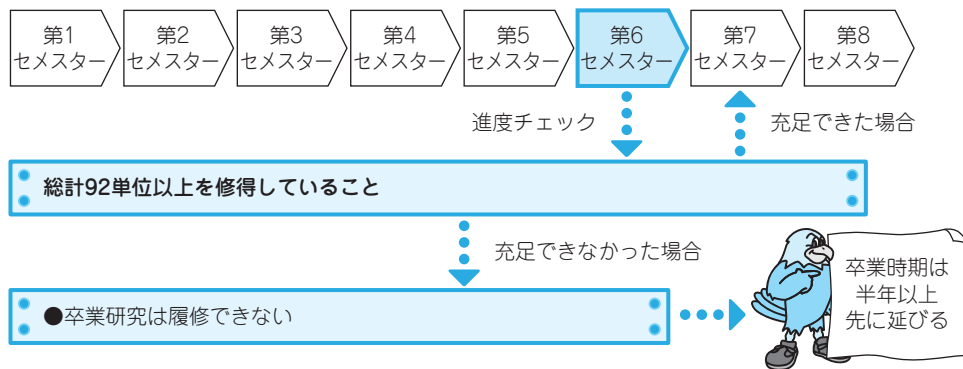 第1
セメスター
第2
セメスター
第3
セメスター
第4
セメスター
第5
セメスター
第6
セメスター
第7
セメスター
第8
セメスター
進度チェック
充足できた場合
総計92単位以上を修得していること
充足できなかった場合
●卒業研究は履修できない
卒業時期は
半年以上
先に延びる